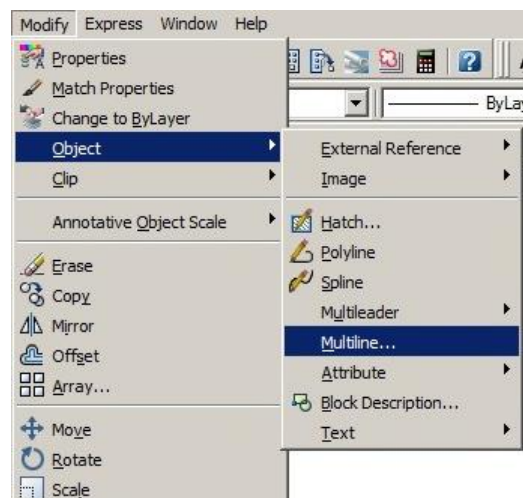 Modify Express Window Help
Properties
Match Properties
Change to ByLayer
Object
Clip
Annotative Object Scale
Erase
Copy
Mirror
Offset
Array...
Move
Rotate
Scale
ByLa
External Reference
Image
Hatch...
Polyline
Spline
Multileader
Multiline...
Attribute
Block Description...
Text